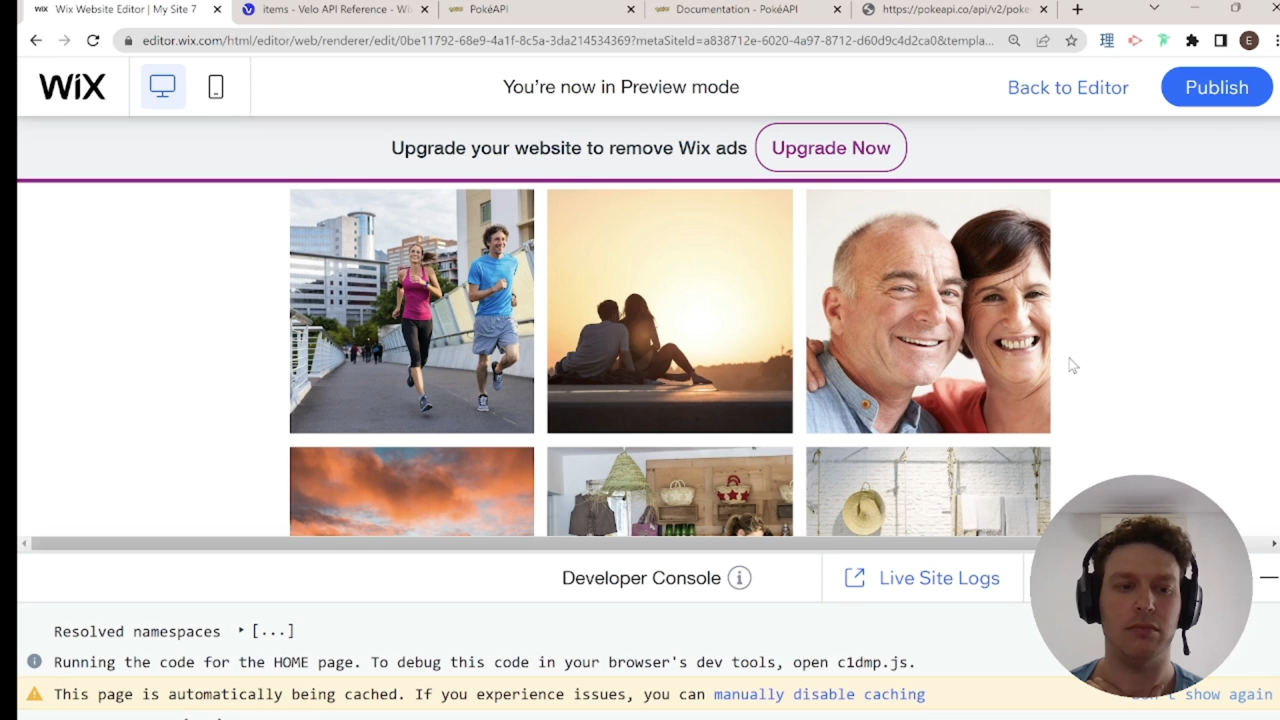 WiX Wix Website Editor | My Site 7
items - Velo API Reference - Wi
PokéAPI
Documentation - PokéAPI
https://pokeapi.co/api/v2/poke
editor.wix.com/html/editor/web/renderer/edit/0be11792-68e9-4a1f-8c5a-3da214534369?metaSiteId=a838712e-6020-4a97-8712-d60d9c4d2ca0&templa...
理
E
WiX
You're now in Preview mode
Back to Editor
Publish
Upgrade your website to remove Wix ads
Upgrade Now
Developer Console
Live Site Logs
Resolved namespaces ▸ [...]
Running the code for the HOME page. To debug this code in your browser's dev tools, open c1dmp.js.
This page is automatically being cached. If you experience issues, you can manually disable caching
show again